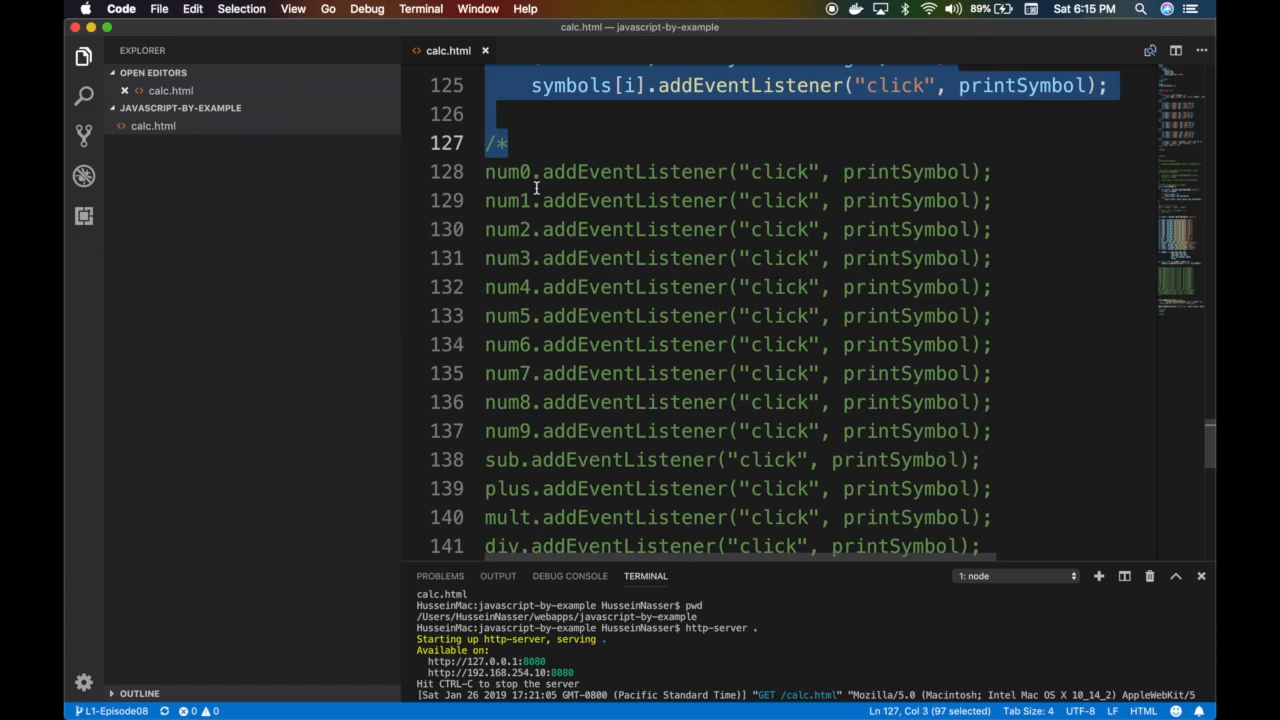 Code File Edit Selection View Go Debug Terminal Window Help 89% Sat 6:15 PM
calc.html — javascript-by-example
EXPLORER
OPEN EDITORS
calc.html
JAVASCRIPT-BY-EXAMPLE
calc.html
OUTLINE
calc.html
125 symbols[i].addEventListener("click", printSymbol);
126
127 /*
128 num0.addEventListener("click", printSymbol);
129 num1.addEventListener("click", printSymbol);
130 num2.addEventListener("click", printSymbol);
131 num3.addEventListener("click", printSymbol);
132 num4.addEventListener("click", printSymbol);
133 num5.addEventListener("click", printSymbol);
134 num6.addEventListener("click", printSymbol);
135 num7.addEventListener("click", printSymbol);
136 num8.addEventListener("click", printSymbol);
137 num9.addEventListener("click", printSymbol);
138 sub.addEventListener("click", printSymbol);
139 plus.addEventListener("click", printSymbol);
140 mult.addEventListener("click", printSymbol);
141 div.addEventListener("click", printSymbol);
PROBLEMS OUTPUT DEBUG CONSOLE TERMINAL 1: node
calc.html
HusseinMac:javascript-by-example HusseinNasser$ pwd
/Users/HusseinNasser/webapps/javascript-by-example
HusseinMac:javascript-by-example HusseinNasser$ http-server .
Starting up http-server, serving .
Available on:
http://127.0.0.1:8080
http://192.168.254.10:8080
Hit CTRL-C to stop the server
[Sat Jan 26 2019 17:21:05 GMT-0800 (Pacific Standard Time)] "GET /calc.html" "Mozilla/5.0 (Macintosh; Intel Mac OS X 10_14_2) AppleWebKit/5
L1-Episode08 0 0 Ln 127, Col 3 (97 selected) Tab Size: 4 UTF-8 LF HTML